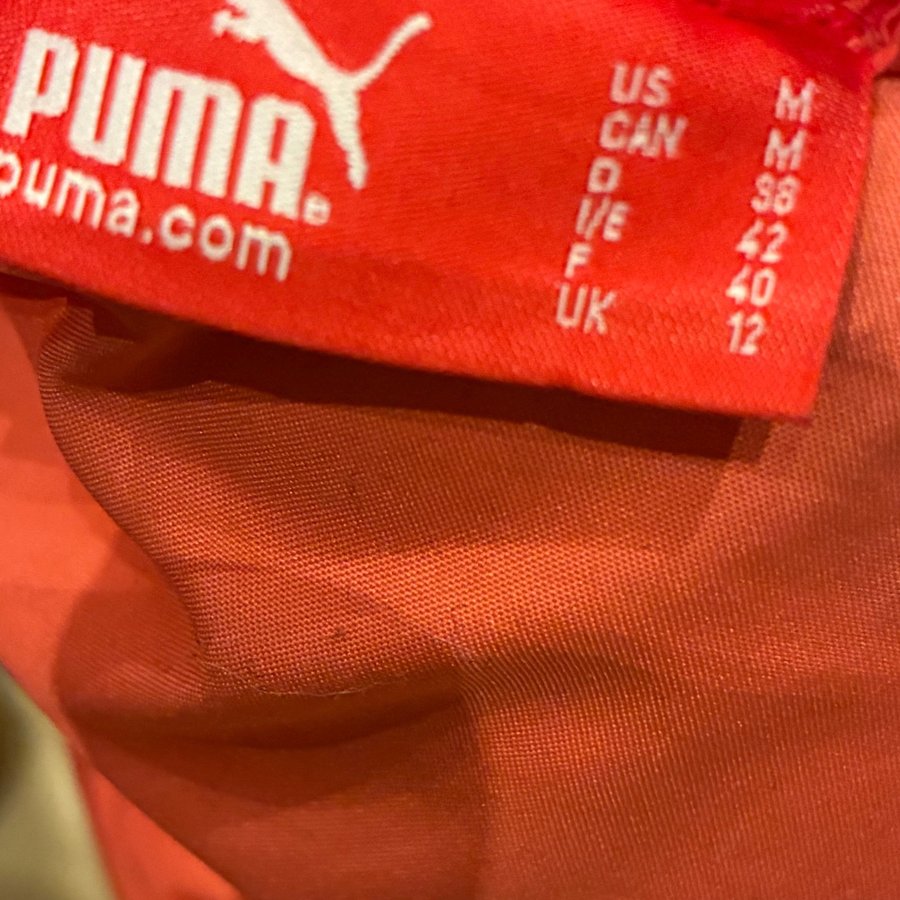 PUMA®
puma.com
US M
CAN M
D 38
I/E 42
F 40
UK 12